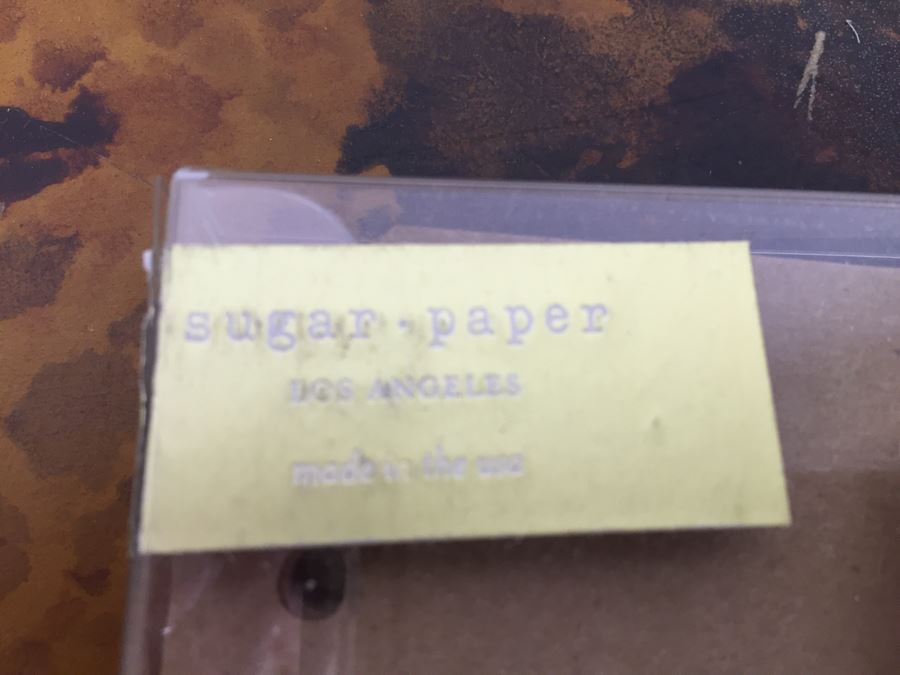 sugar·paper
LOS ANGELES
made in the usa